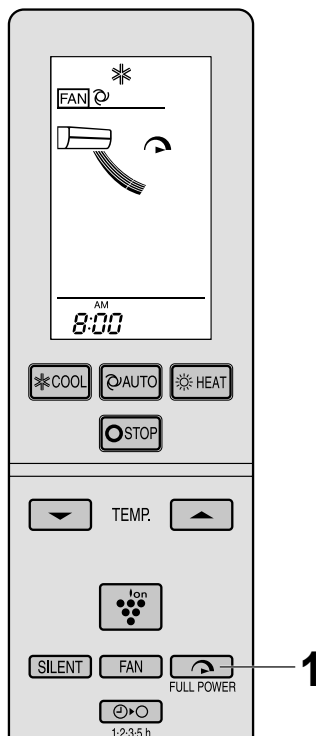 FAN
AM
8:00
COOL AUTO HEAT
STOP
TEMP.
ion
SILENT FAN
FULL POWER
1
1·2·3·5 h